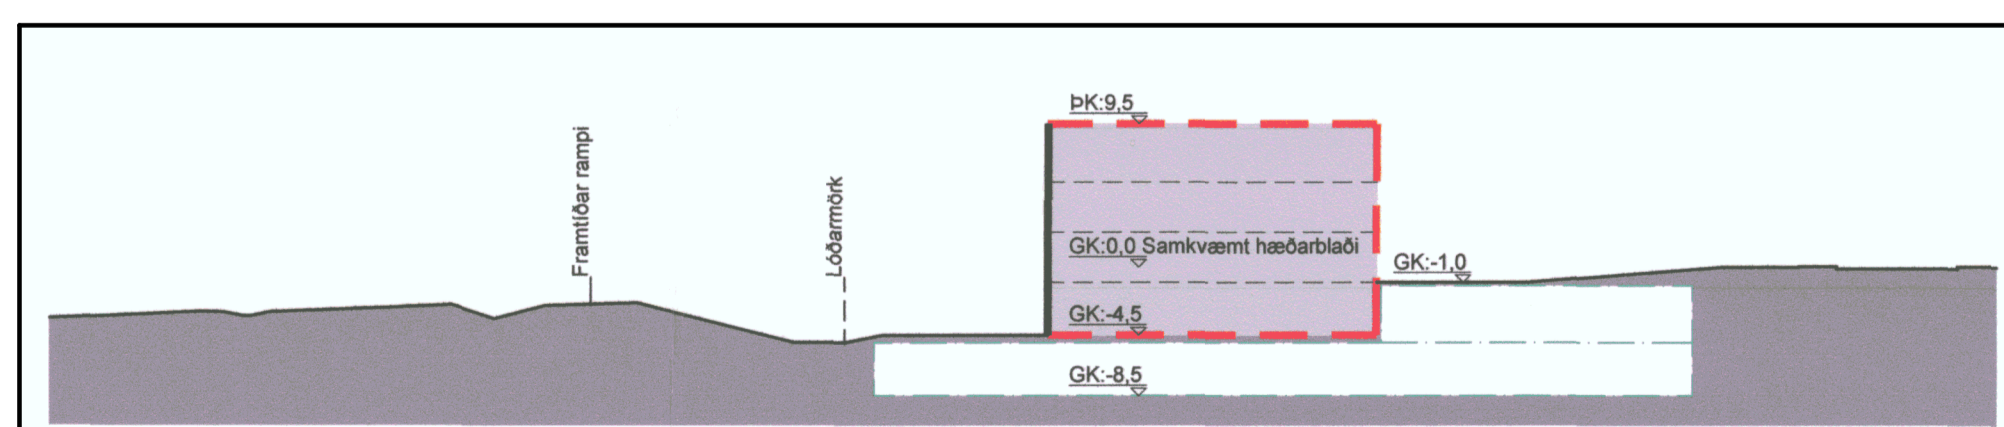 ÞK:9,5
Framtíðar rampi
Lóðarmörk
GK:0,0 Samkvæmt hæðarblaði
GK:-1,0
GK:-4,5
GK:-8,5